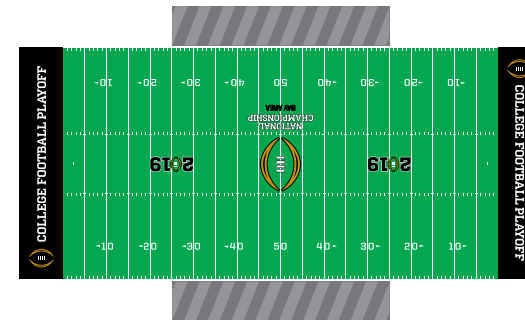 COLLEGE FOOTBALL PLAYOFF
-10 20- -30 -40 50 40- 30- 20- 10-
NATIONAL
CHAMPIONSHIP
BAY AREA
2019
2019
-10 -20 -30 -40 50 40- 30- 20- 10-
COLLEGE FOOTBALL PLAYOFF